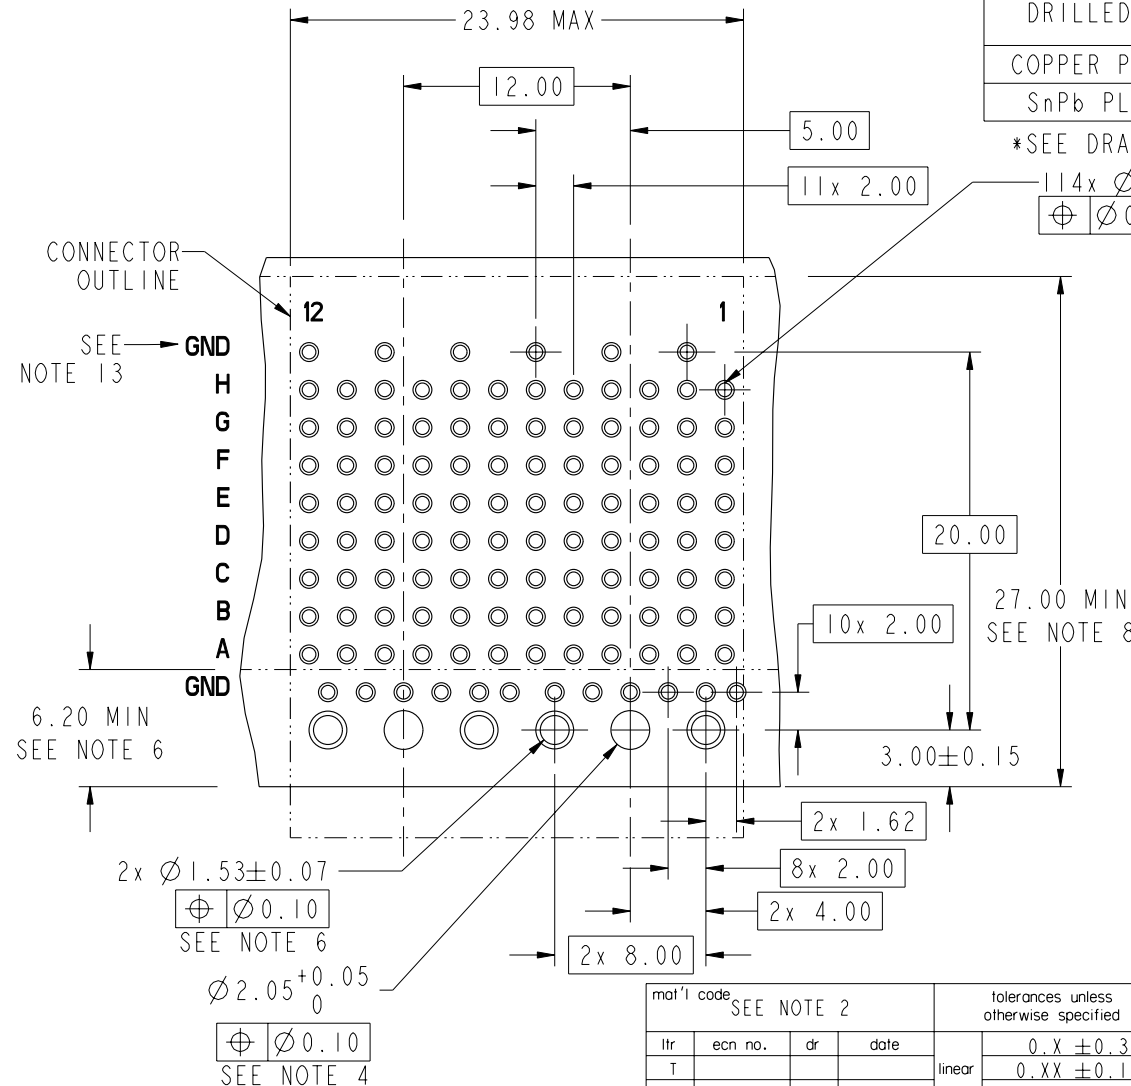 23.98 MAX
DRILLED
COPPER P
SnPb PL
*SEE DRA
12.00
5.00
11x 2.00
114x Ø
⌖ Ø0
CONNECTOR
OUTLINE
12
1
SEE
NOTE 13
GND
H
G
F
E
D
C
B
A
GND
20.00
27.00 MIN
SEE NOTE 8
10x 2.00
6.20 MIN
SEE NOTE 6
3.00±0.15
2x 1.62
8x 2.00
2x 4.00
2x 8.00
2x Ø1.53±0.07
⌖ Ø0.10
SEE NOTE 6
Ø2.05 +0.05
0
⌖ Ø0.10
SEE NOTE 4
mat'l code SEE NOTE 2
tolerances unless
otherwise specified
ltr ecn no. dr date
T
linear
0.X ±0.3
0.XX ±0.1